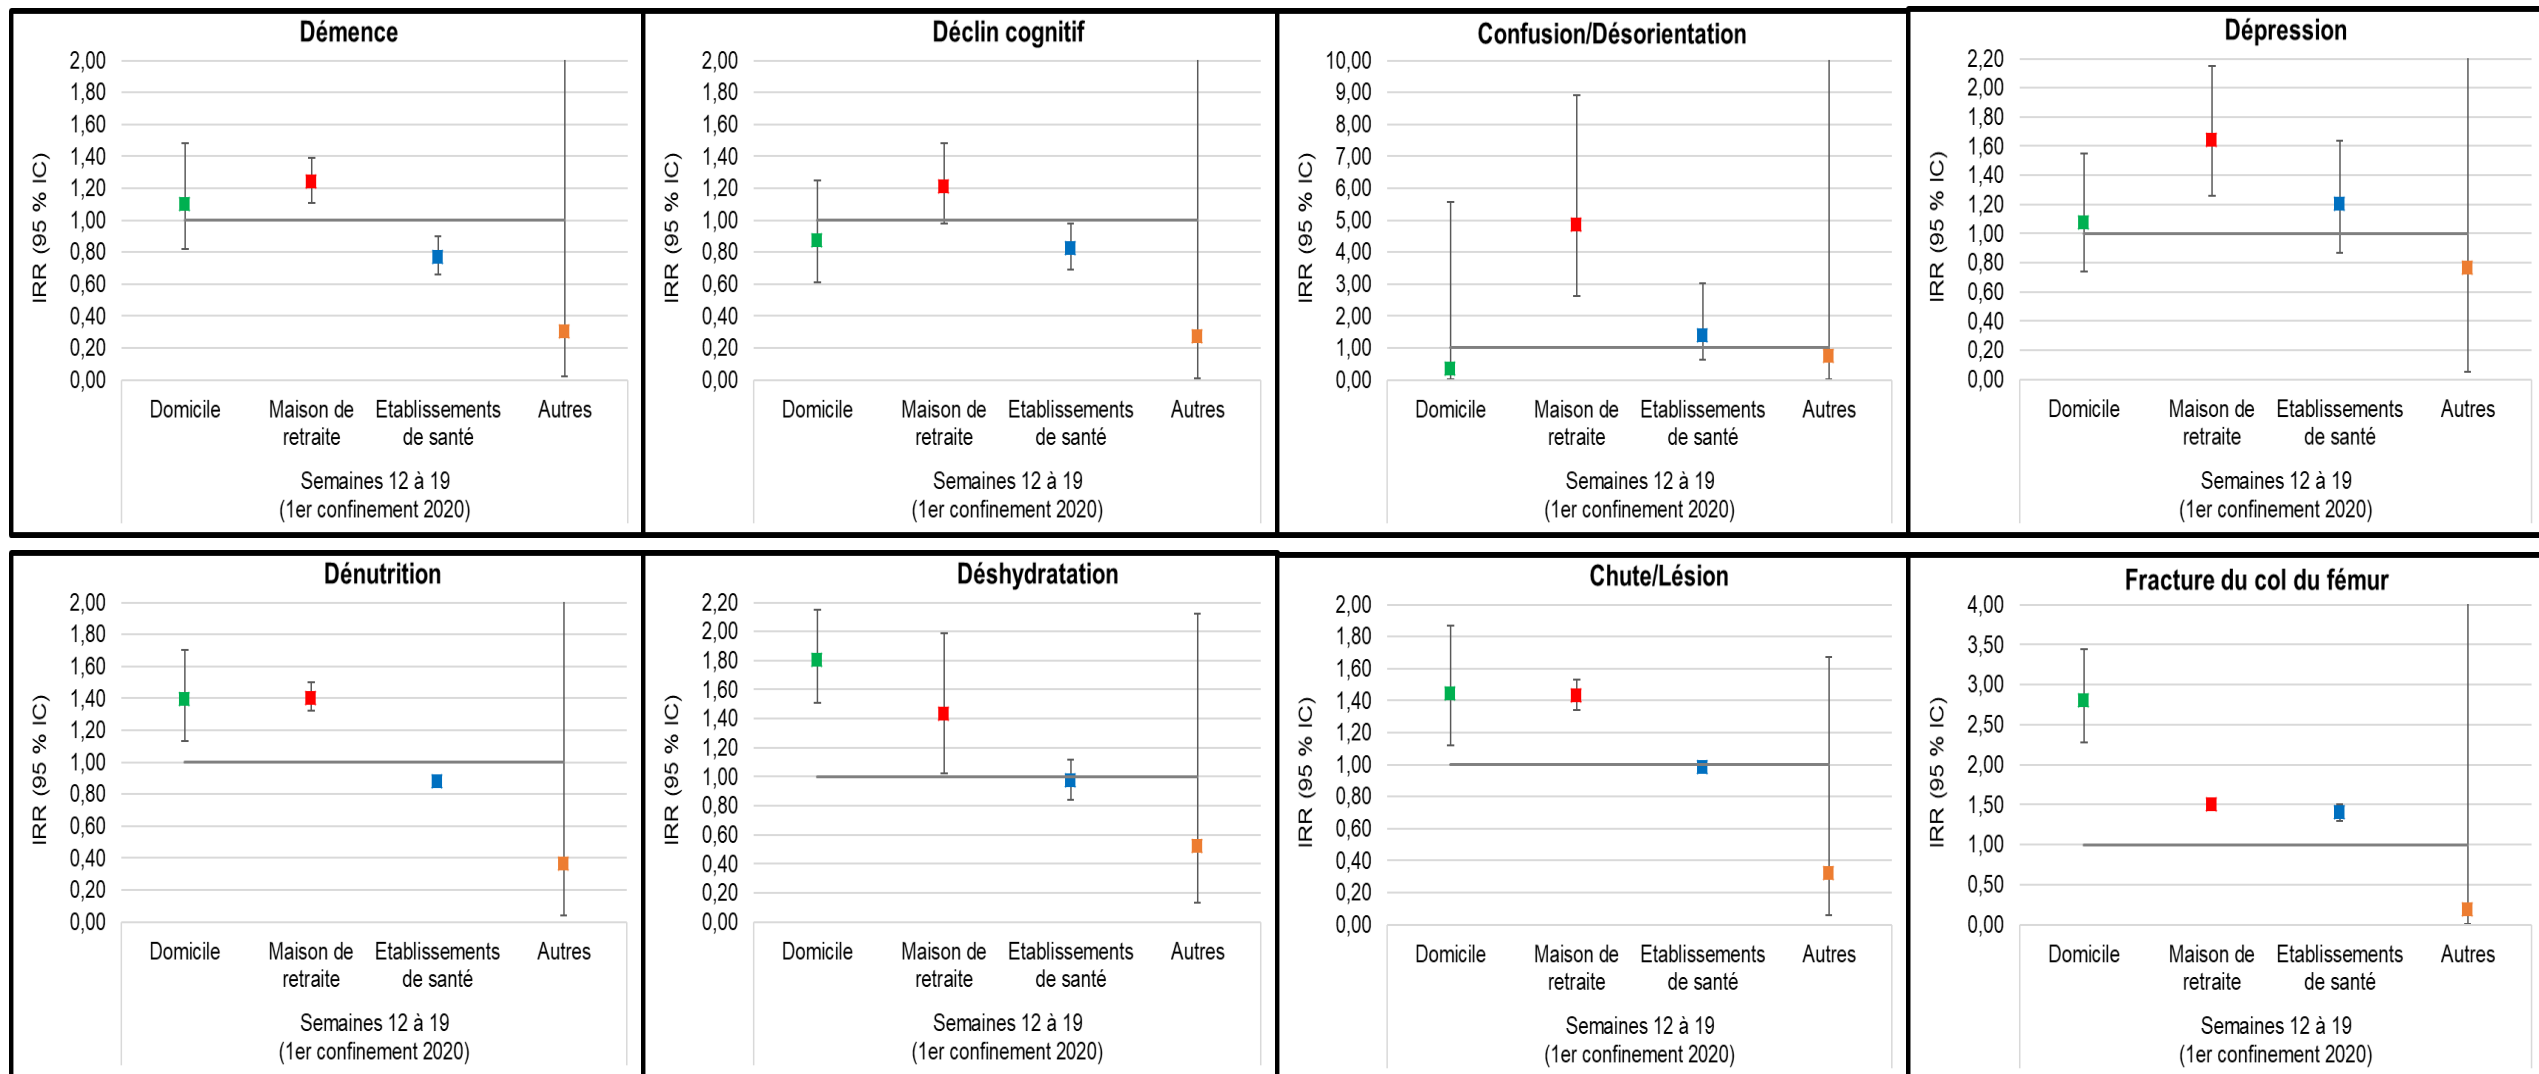 Démence
IRR (95 % IC)
2,00
1,80
1,60
1,40
1,20
1,00
0,80
0,60
0,40
0,20
0,00
Domicile
Maison de
retraite
Etablissements
de santé
Autres
Semaines 12 à 19
(1er confinement 2020)
Déclin cognitif
IRR (95 % IC)
2,00
1,80
1,60
1,40
1,20
1,00
0,80
0,60
0,40
0,20
0,00
Domicile
Maison de
retraite
Etablissements
de santé
Autres
Semaines 12 à 19
(1er confinement 2020)
Confusion/Désorientation
IRR (95 % IC)
10,00
9,00
8,00
7,00
6,00
5,00
4,00
3,00
2,00
1,00
0,00
Domicile
Maison de
retraite
Etablissements
de santé
Autres
Semaines 12 à 19
(1er confinement 2020)
Dépression
IRR (95 % IC)
2,20
2,00
1,80
1,60
1,40
1,20
1,00
0,80
0,60
0,40
0,20
0,00
Domicile
Maison de
retraite
Etablissements
de santé
Autres
Semaines 12 à 19
(1er confinement 2020)
Dénutrition
IRR (95 % IC)
2,00
1,80
1,60
1,40
1,20
1,00
0,80
0,60
0,40
0,20
0,00
Domicile
Maison de
retraite
Etablissements
de santé
Autres
Semaines 12 à 19
(1er confinement 2020)
Déshydratation
IRR (95 % IC)
2,20
2,00
1,80
1,60
1,40
1,20
1,00
0,80
0,60
0,40
0,20
0,00
Domicile
Maison de
retraite
Etablissements
de santé
Autres
Semaines 12 à 19
(1er confinement 2020)
Chute/Lésion
IRR (95 % IC)
2,00
1,80
1,60
1,40
1,20
1,00
0,80
0,60
0,40
0,20
0,00
Domicile
Maison de
retraite
Etablissements
de santé
Autres
Semaines 12 à 19
(1er confinement 2020)
Fracture du col du fémur
IRR (95 % IC)
4,00
3,50
3,00
2,50
2,00
1,50
1,00
0,50
0,00
Domicile
Maison de
retraite
Etablissements
de santé
Autres
Semaines 12 à 19
(1er confinement 2020)